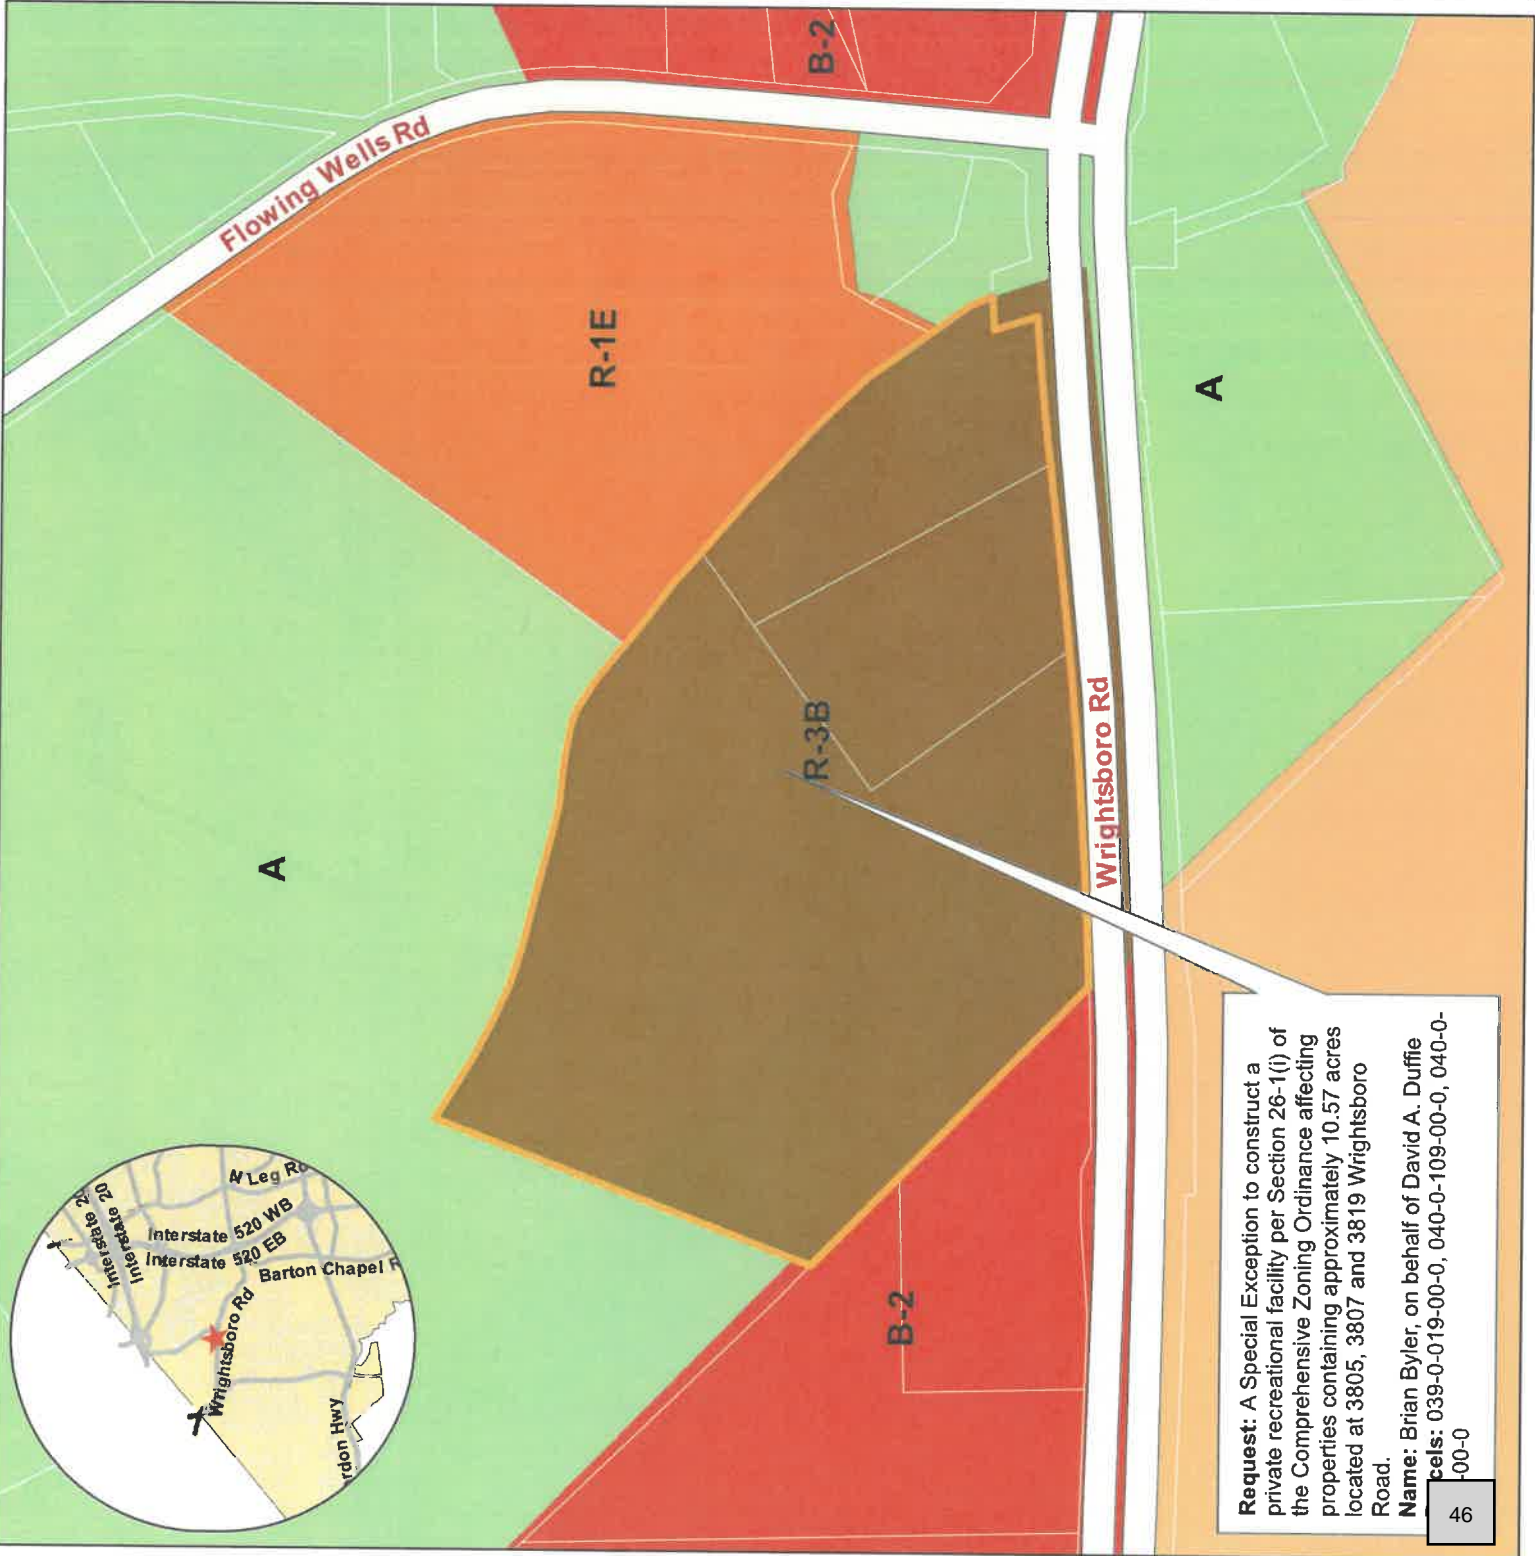 B-2
Flowing Wells Rd
R-1E
A
A
R-3B
Wrightsboro Rd
B-2
Interstate 20
Interstate 20
Interstate 520 WB
Interstate 520 EB
Barton Chapel R
Leg Rd
Wrightsboro Rd
rdon Hwy
Request: A Special Exception to construct a
private recreational facility per Section 26-1(i) of
the Comprehensive Zoning Ordinance affecting
properties containing approximately 10.57 acres
located at 3805, 3807 and 3819 Wrightsboro
Road.
Name: Brian Byler, on behalf of David A. Duffie
cels: 039-0-019-00-0, 040-0-109-00-0, 040-0-
-00-0
46